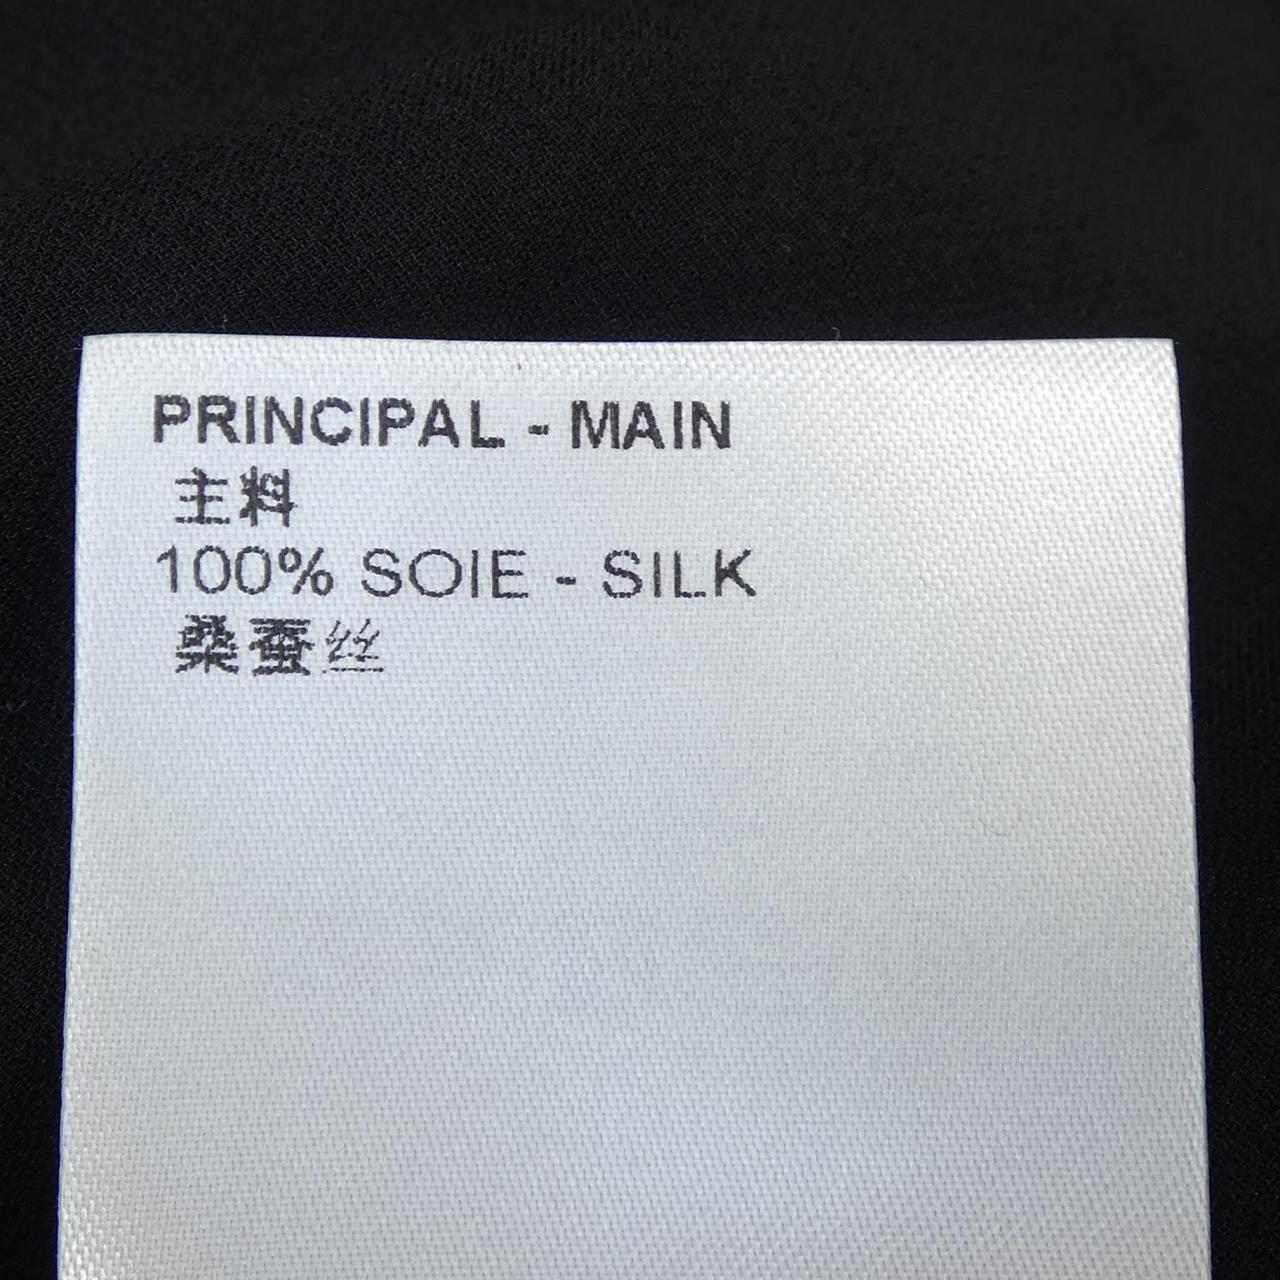 PRINCIPAL - MAIN
主料
100% SOIE - SILK
桑蚕丝